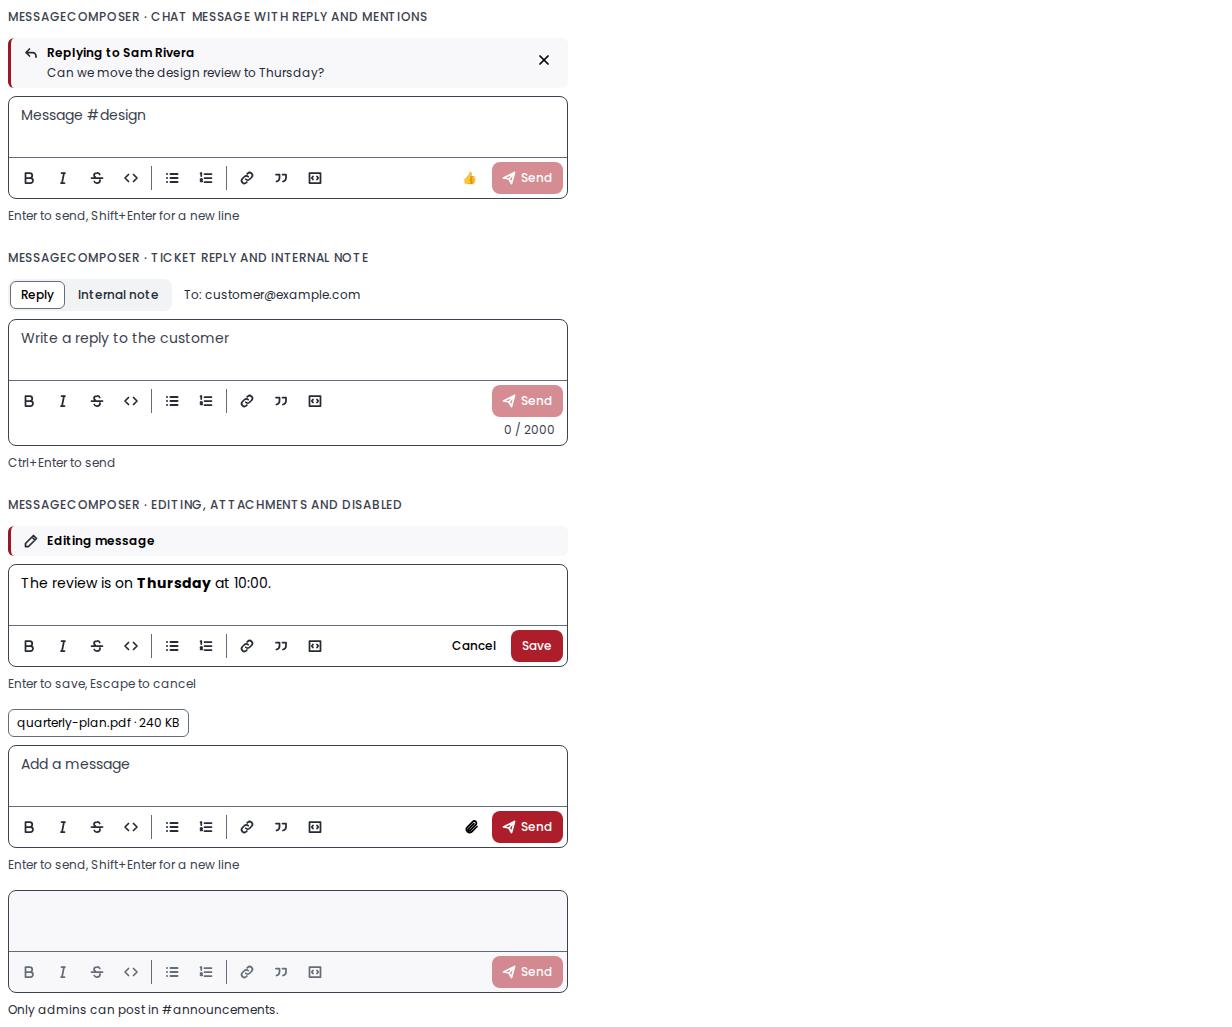 MESSAGECOMPOSER · CHAT MESSAGE WITH REPLY AND MENTIONS
Replying to Sam Rivera
Can we move the design review to Thursday?
Message #design
Send
Enter to send, Shift+Enter for a new line
MESSAGECOMPOSER · TICKET REPLY AND INTERNAL NOTE
Reply Internal note To: customer@example.com
Write a reply to the customer
Send
0 / 2000
Ctrl+Enter to send
MESSAGECOMPOSER · EDITING, ATTACHMENTS AND DISABLED
Editing message
The review is on Thursday at 10:00.
Cancel Save
Enter to save, Escape to cancel
quarterly-plan.pdf · 240 KB
Add a message
Send
Enter to send, Shift+Enter for a new line
Send
Only admins can post in #announcements.